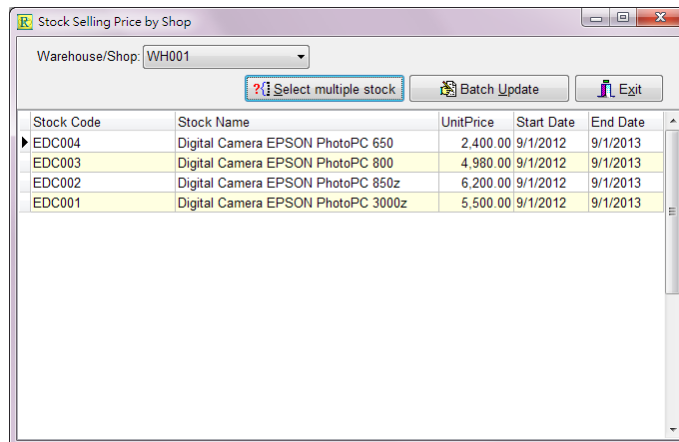 Stock Selling Price by Shop
Warehouse/Shop: WH001
?{] Select multiple stock Batch Update Exit
Stock Code Stock Name UnitPrice Start Date End Date
EDC004 Digital Camera EPSON PhotoPC 650 2,400.00 9/1/2012 9/1/2013
EDC003 Digital Camera EPSON PhotoPC 800 4,980.00 9/1/2012 9/1/2013
EDC002 Digital Camera EPSON PhotoPC 850z 6,200.00 9/1/2012 9/1/2013
EDC001 Digital Camera EPSON PhotoPC 3000z 5,500.00 9/1/2012 9/1/2013